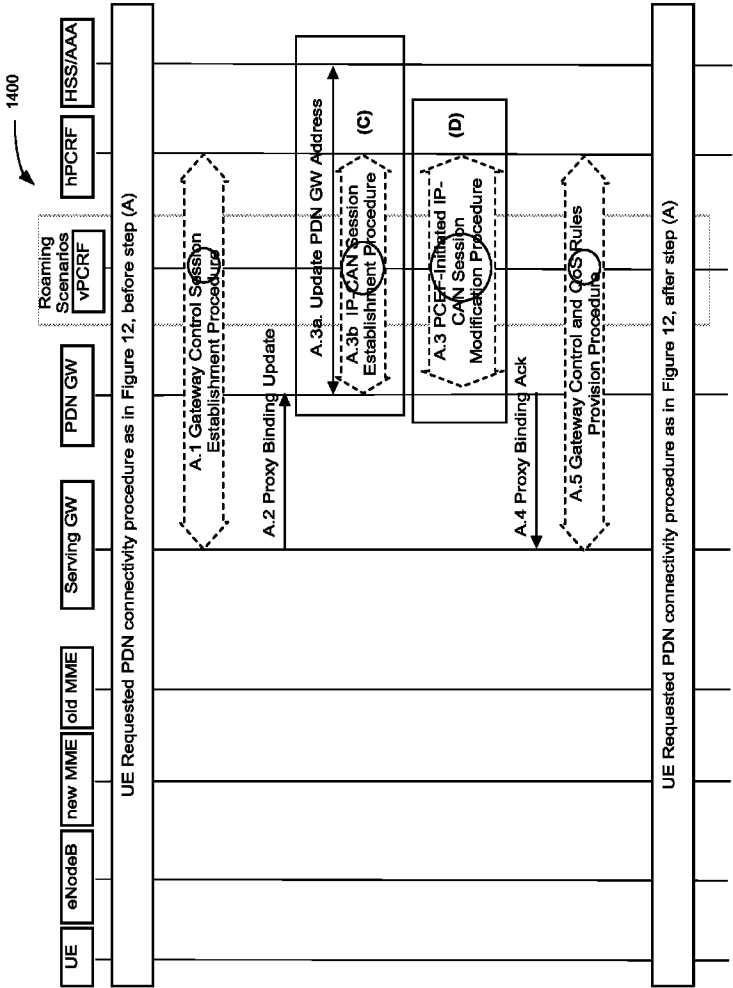 1400
UE
eNodeB
new MME
old MME
Serving GW
PDN GW
Roaming
Scenarios
vPCRF
hPCRF
HSS/AAA
UE Requested PDN connectivity procedure as in Figure 12, before step (A)
A.1 Gateway Control Session
Establishment Procedure
A.2 Proxy Binding Update
A.3a. Update PDN GW Address
A.3b IP-CAN Session
Establishment Procedure
(C)
A.3 PCEF-Initiated IP-
CAN Session
Modification Procedure
(D)
A.4 Proxy Binding Ack
A.5 Gateway Control and QoS Rules
Provision Procedure
UE Requested PDN connectivity procedure as in Figure 12, after step (A)